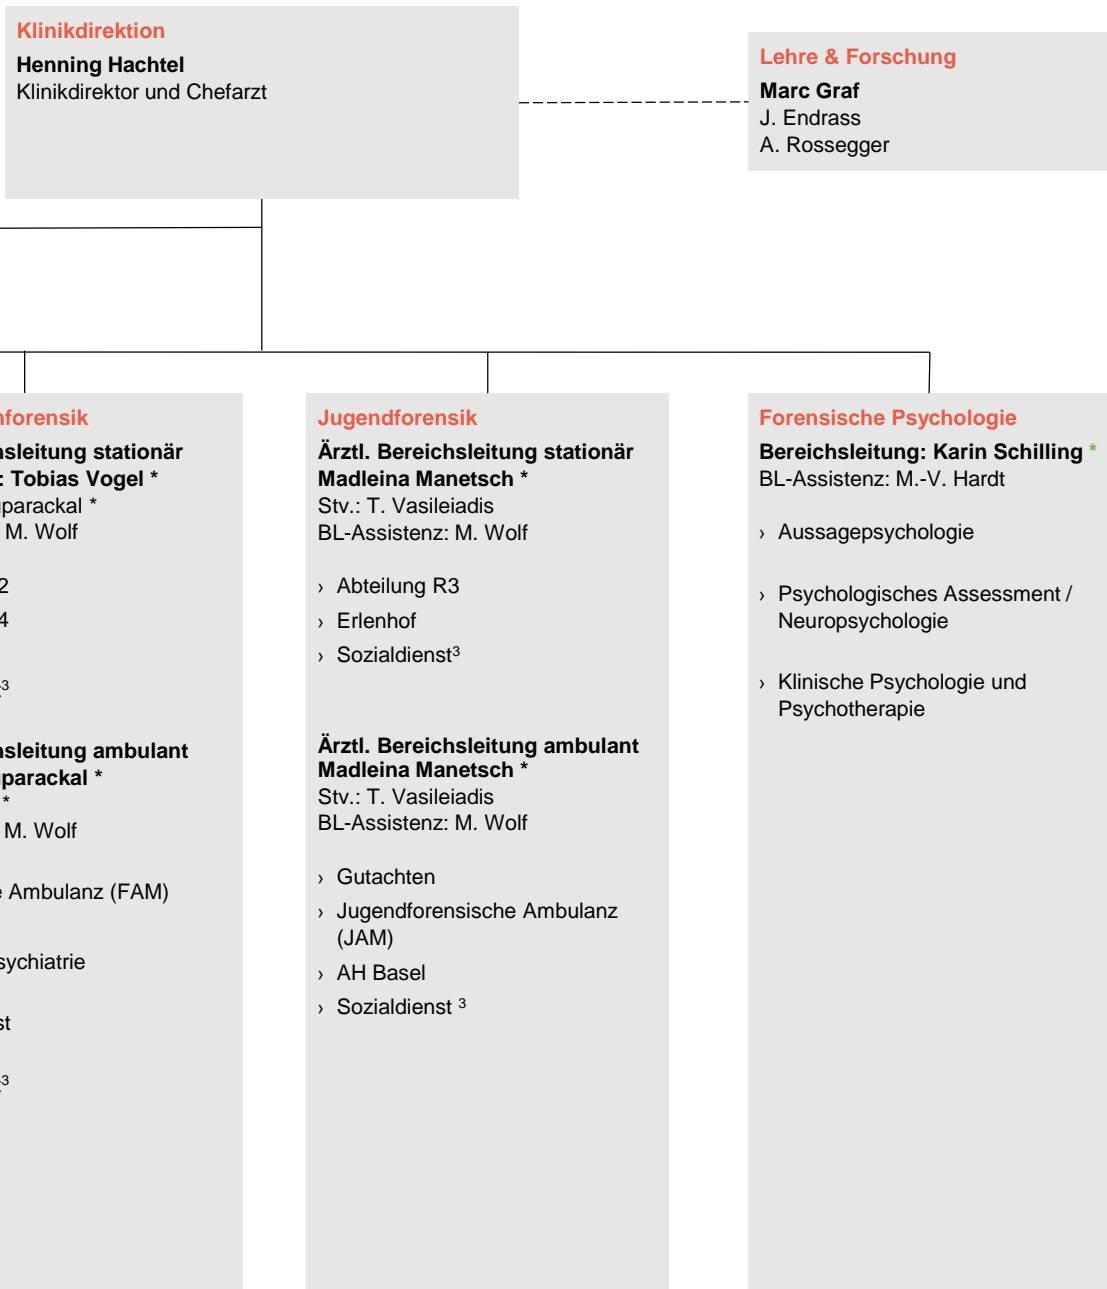 Klinikdirektion
Henning Hachtel
Klinikdirektor und Chefarzt
Lehre & Forschung
Marc Graf
J. Endrass
A. Rossegger
nforensik
nsleitung stationär
: Tobias Vogel *
parackal *
M. Wolf
2
4
3
nsleitung ambulant
parackal *
*
M. Wolf
e Ambulanz (FAM)
sychiatrie
st
3
Jugendforensik
Ärztl. Bereichsleitung stationär
Madleina Manetsch *
Stv.: T. Vasileiadis
BL-Assistenz: M. Wolf
› Abteilung R3
› Erlenhof
› Sozialdienst³
Ärztl. Bereichsleitung ambulant
Madleina Manetsch *
Stv.: T. Vasileiadis
BL-Assistenz: M. Wolf
› Gutachten
› Jugendforensische Ambulanz
(JAM)
› AH Basel
› Sozialdienst ³
Forensische Psychologie
Bereichsleitung: Karin Schilling *
BL-Assistenz: M.-V. Hardt
› Aussagepsychologie
› Psychologisches Assessment /
Neuropsychologie
› Klinische Psychologie und
Psychotherapie